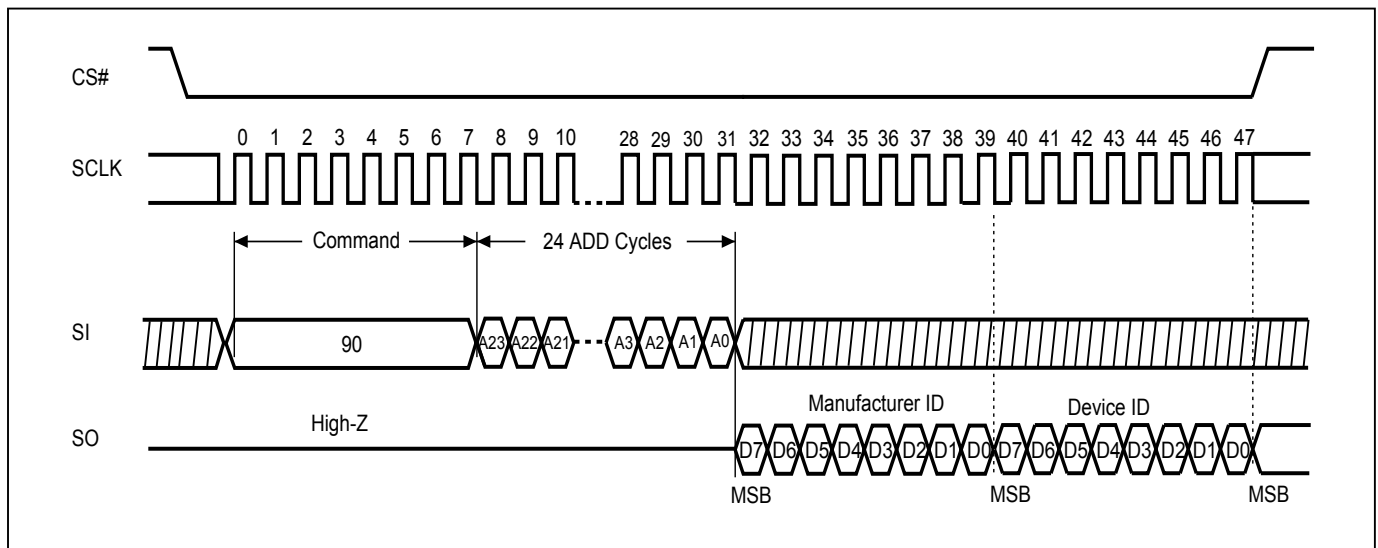 CS#
0 1 2 3 4 5 6 7 8 9 10 28 29 30 31 32 33 34 35 36 37 38 39 40 41 42 43 44 45 46 47
SCLK
Command 24 ADD Cycles
SI 90 A23 A22 A21 A3 A2 A1 A0
Manufacturer ID Device ID
High-Z
SO D7 D6 D5 D4 D3 D2 D1 D0 D7 D6 D5 D4 D3 D2 D1 D0
MSB MSB MSB